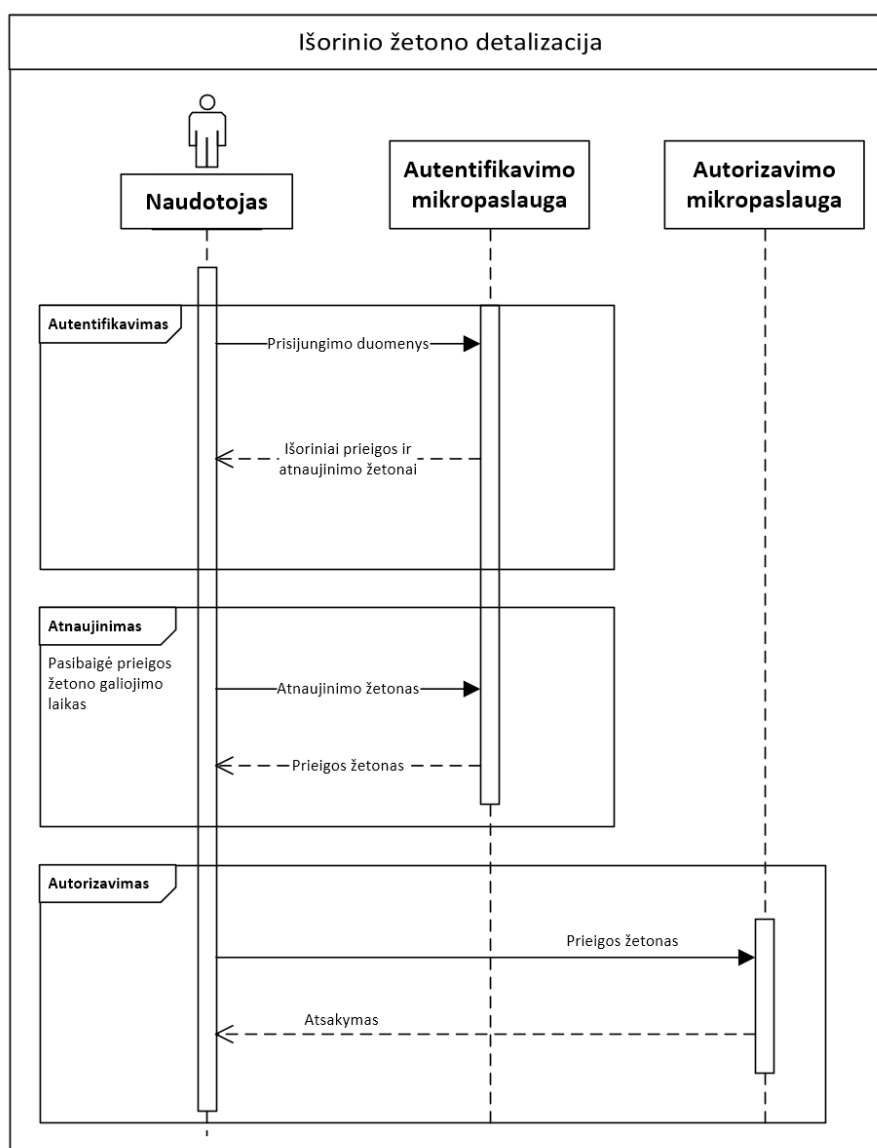 Išorinio žetono detalizacija
Naudotojas
Autentifikavimo
mikropaslauga
Autorizavimo
mikropaslauga
Autentifikavimas
Prisijungimo duomenys
Išoriniai prieigos ir
atnaujinimo žetonai
Atnaujinimas
Pasibaigė prieigos
žetono galiojimo
laikas
Atnaujinimo žetonas
Prieigos žetonas
Autorizavimas
Prieigos žetonas
Atsakymas